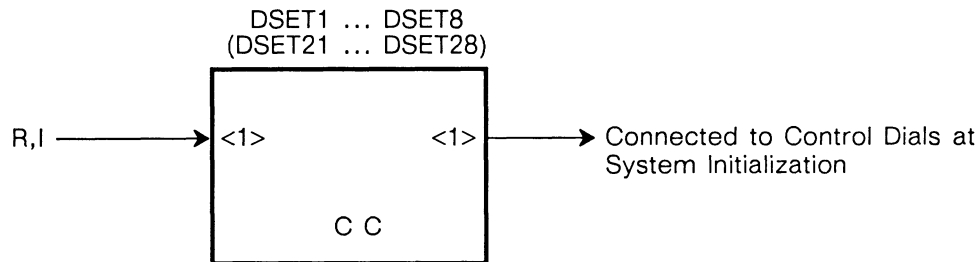 DSET1 ... DSET8
(DSET21 ... DSET28)
R,I
<1>
<1>
Connected to Control Dials at
System Initialization
C C